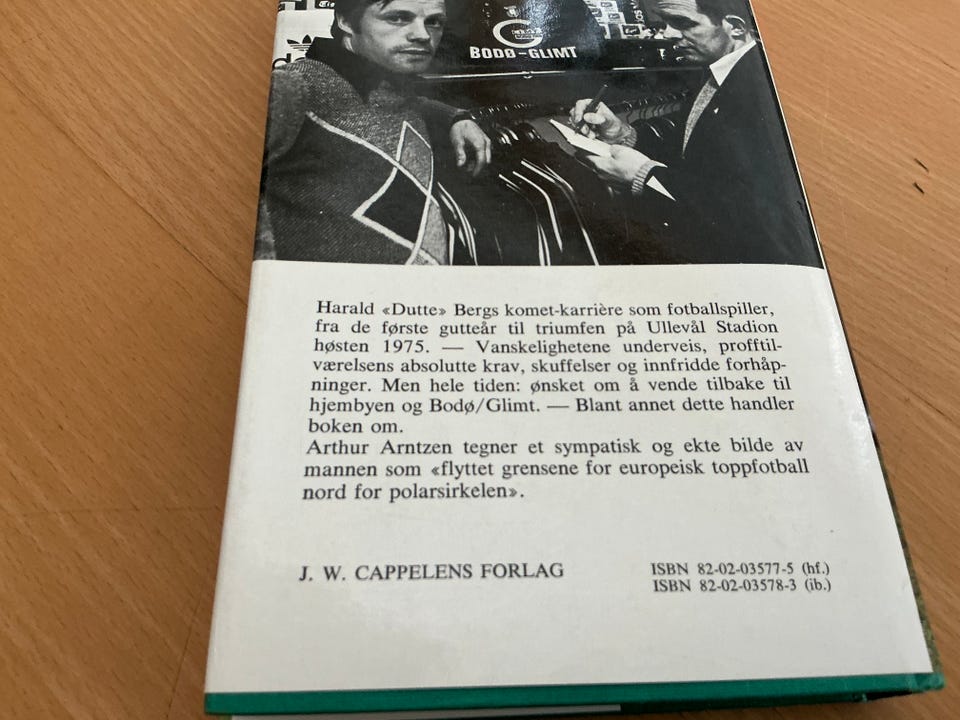 BODØ-GLIMT
Harald «Dutte» Bergs komet-karrière som fotballspiller,
fra de første gutteår til triumfen på Ullevål Stadion
høsten 1975. — Vanskelighetene underveis, profftil-
værelsens absolutte krav, skuffelser og innfridde forhåp-
ninger. Men hele tiden: ønsket om å vende tilbake til
hjembyen og Bodø/Glimt. — Blant annet dette handler
boken om.
Arthur Arntzen tegner et sympatisk og ekte bilde av
mannen som «flyttet grensene for europeisk toppfotball
nord for polarsirkelen».
J. W. CAPPELENS FORLAG
ISBN 82-02-03577-5 (hf.)
ISBN 82-02-03578-3 (ib.)